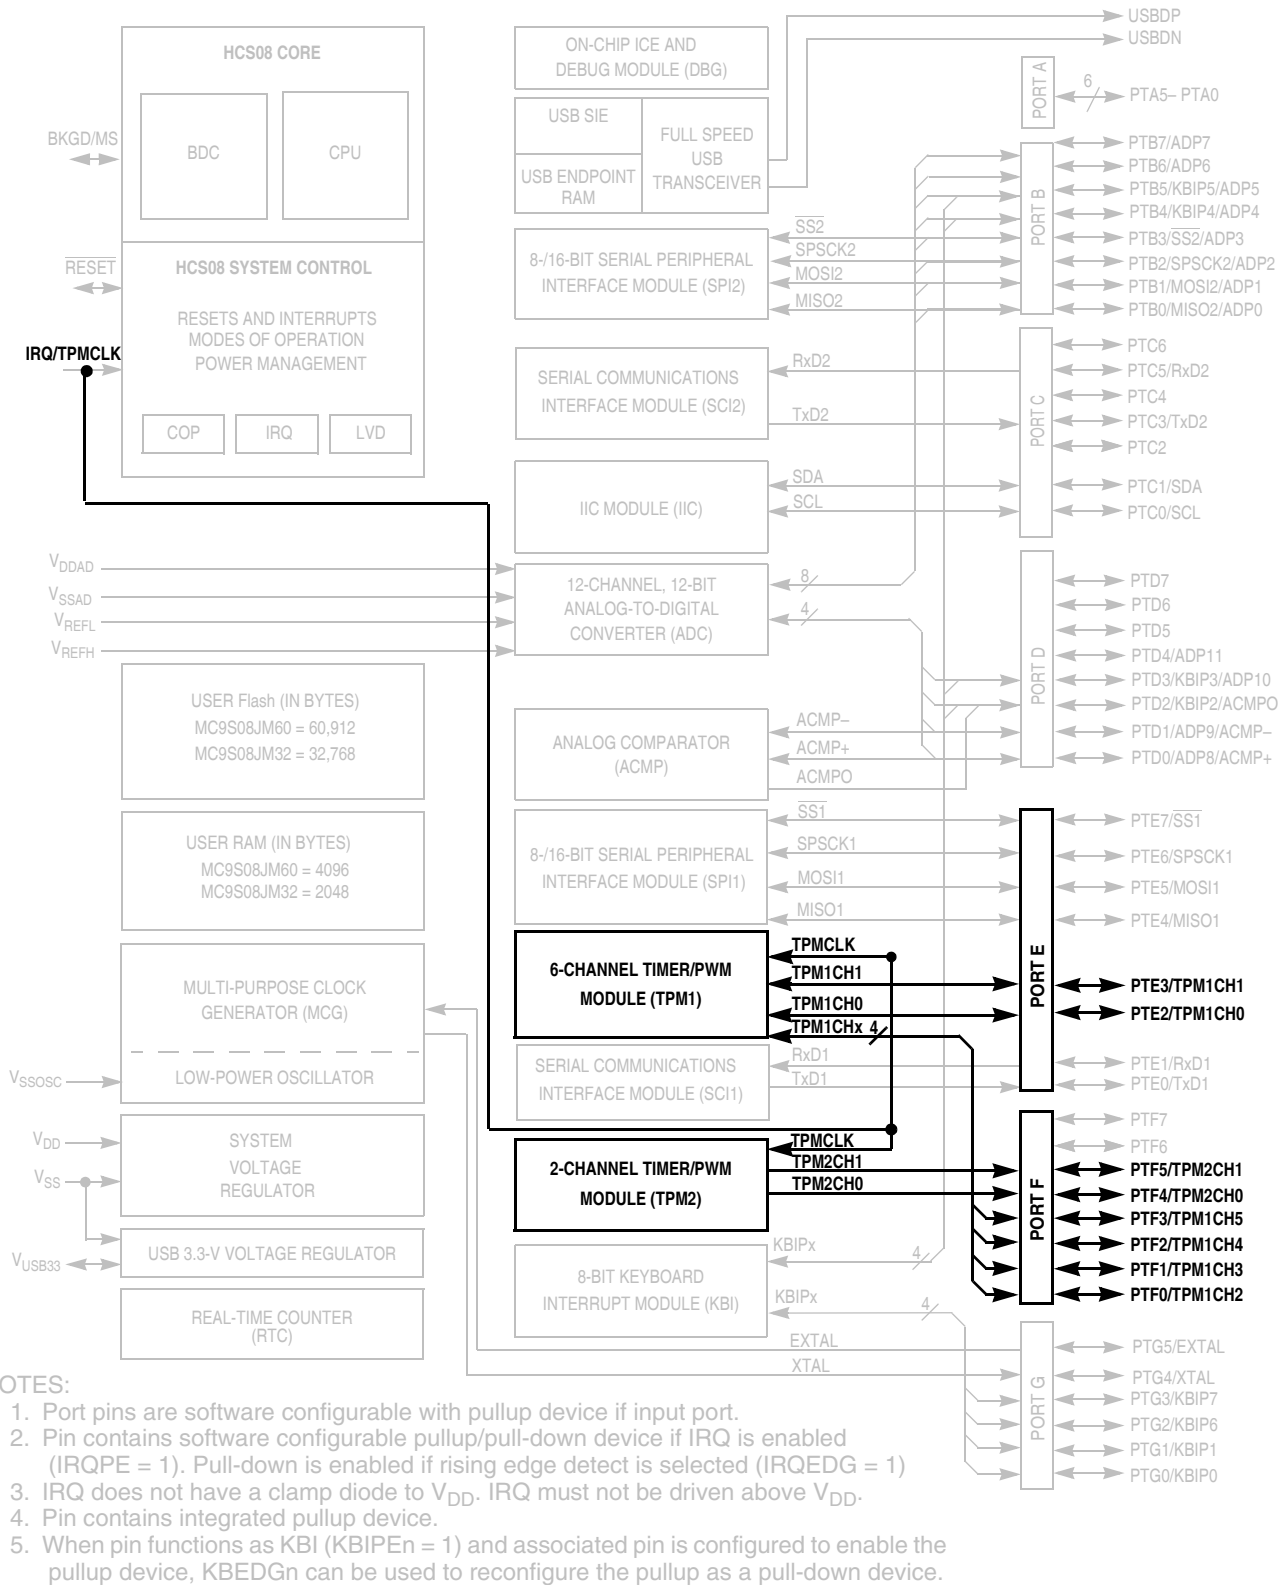 HCS08 CORE
BDC
CPU
BKGD/MS
RESET
HCS08 SYSTEM CONTROL
RESETS AND INTERRUPTS
MODES OF OPERATION
POWER MANAGEMENT
IRQ/TPMCLK
COP
IRQ
LVD
VDDAD
VSSAD
VREFL
VREFH
USER Flash (IN BYTES)
MC9S08JM60 = 60,912
MC9S08JM32 = 32,768
USER RAM (IN BYTES)
MC9S08JM60 = 4096
MC9S08JM32 = 2048
MULTI-PURPOSE CLOCK
GENERATOR (MCG)
LOW-POWER OSCILLATOR
VSSOSC
VDD
VSS
SYSTEM
VOLTAGE
REGULATOR
VUSB33
USB 3.3-V VOLTAGE REGULATOR
REAL-TIME COUNTER
(RTC)
ON-CHIP ICE AND
DEBUG MODULE (DBG)
USB SIE
USB ENDPOINT
RAM
FULL SPEED
USB
TRANSCEIVER
USBDP
USBDN
8-/16-BIT SERIAL PERIPHERAL
INTERFACE MODULE (SPI2)
SS2
SPSCK2
MOSI2
MISO2
SERIAL COMMUNICATIONS
INTERFACE MODULE (SCI2)
RxD2
TxD2
IIC MODULE (IIC)
SDA
SCL
12-CHANNEL, 12-BIT
ANALOG-TO-DIGITAL
CONVERTER (ADC)
8
4
ANALOG COMPARATOR
(ACMP)
ACMP–
ACMP+
ACMPO
8-/16-BIT SERIAL PERIPHERAL
INTERFACE MODULE (SPI1)
SS1
SPSCK1
MOSI1
MISO1
6-CHANNEL TIMER/PWM
MODULE (TPM1)
TPMCLK
TPM1CH1
TPM1CH0
TPM1CHx 4
SERIAL COMMUNICATIONS
INTERFACE MODULE (SCI1)
RxD1
TxD1
2-CHANNEL TIMER/PWM
MODULE (TPM2)
TPMCLK
TPM2CH1
TPM2CH0
8-BIT KEYBOARD
INTERRUPT MODULE (KBI)
KBIPx
4
KBIPx
4
EXTAL
XTAL
PORT A
6
PTA5– PTA0
PORT B
PTB7/ADP7
PTB6/ADP6
PTB5/KBIP5/ADP5
PTB4/KBIP4/ADP4
PTB3/SS2/ADP3
PTB2/SPSCK2/ADP2
PTB1/MOSI2/ADP1
PTB0/MISO2/ADP0
PORT C
PTC6
PTC5/RxD2
PTC4
PTC3/TxD2
PTC2
PTC1/SDA
PTC0/SCL
PORT D
PTD7
PTD6
PTD5
PTD4/ADP11
PTD3/KBIP3/ADP10
PTD2/KBIP2/ACMPO
PTD1/ADP9/ACMP–
PTD0/ADP8/ACMP+
PORT E
PTE7/SS1
PTE6/SPSCK1
PTE5/MOSI1
PTE4/MISO1
PTE3/TPM1CH1
PTE2/TPM1CH0
PTE1/RxD1
PTE0/TxD1
PORT F
PTF7
PTF6
PTF5/TPM2CH1
PTF4/TPM2CH0
PTF3/TPM1CH5
PTF2/TPM1CH4
PTF1/TPM1CH3
PTF0/TPM1CH2
PORT G
PTG5/EXTAL
PTG4/XTAL
PTG3/KBIP7
PTG2/KBIP6
PTG1/KBIP1
PTG0/KBIP0
OTES:
1. Port pins are software configurable with pullup device if input port.
2. Pin contains software configurable pullup/pull-down device if IRQ is enabled
(IRQPE = 1). Pull-down is enabled if rising edge detect is selected (IRQEDG = 1)
3. IRQ does not have a clamp diode to VDD. IRQ must not be driven above VDD.
4. Pin contains integrated pullup device.
5. When pin functions as KBI (KBIPEn = 1) and associated pin is configured to enable the
pullup device, KBEDGn can be used to reconfigure the pullup as a pull-down device.